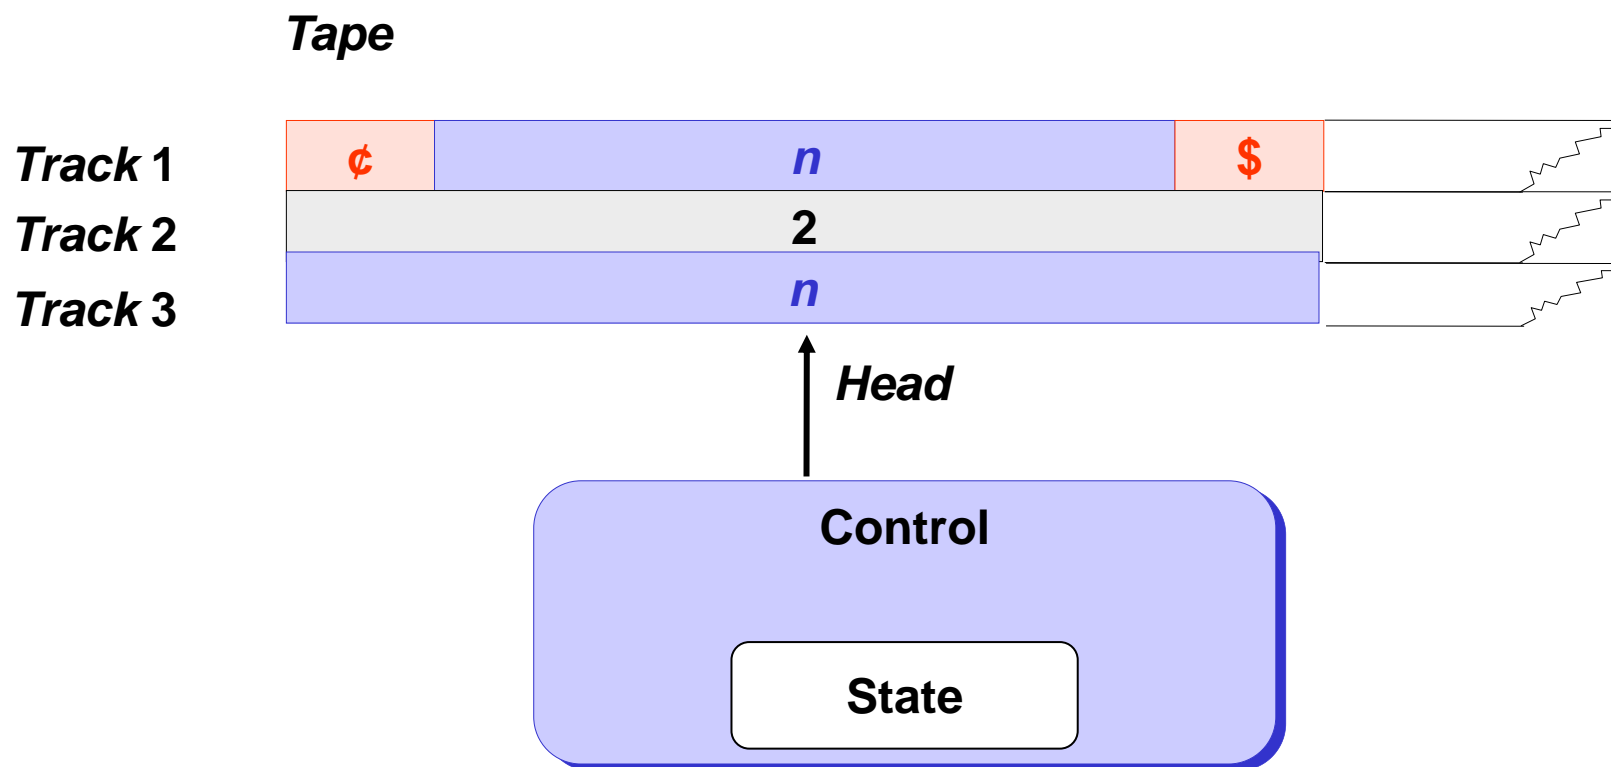 Tape
Track 1 ¢ n $
Track 2 2
Track 3 n
Head
Control
State